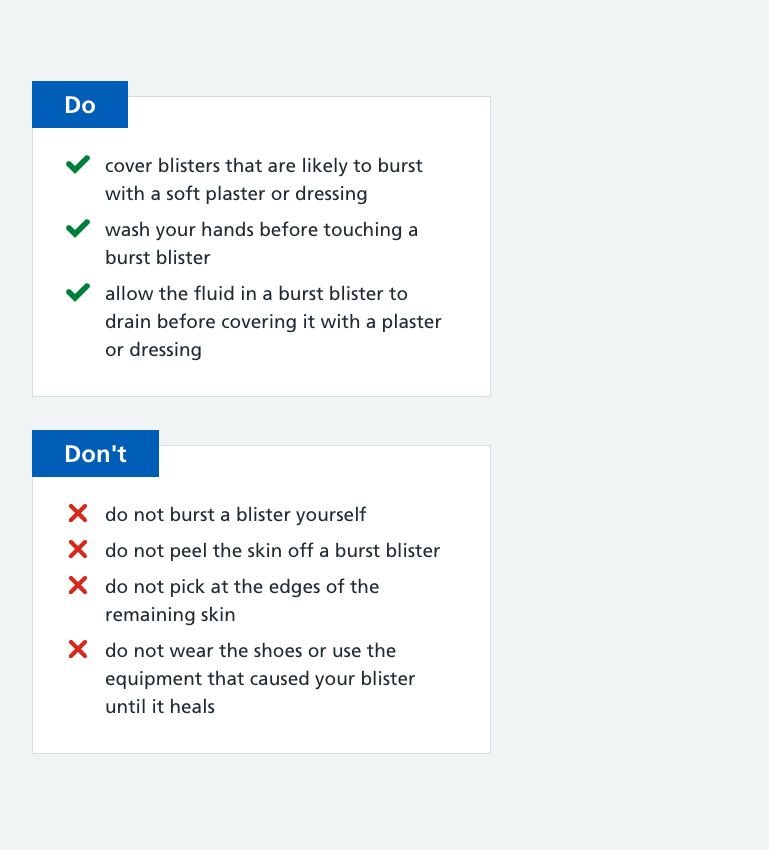 Do
cover blisters that are likely to burst
with a soft plaster or dressing
wash your hands before touching a
burst blister
allow the fluid in a burst blister to
drain before covering it with a plaster
or dressing
Don't
do not burst a blister yourself
do not peel the skin off a burst blister
do not pick at the edges of the
remaining skin
do not wear the shoes or use the
equipment that caused your blister
until it heals